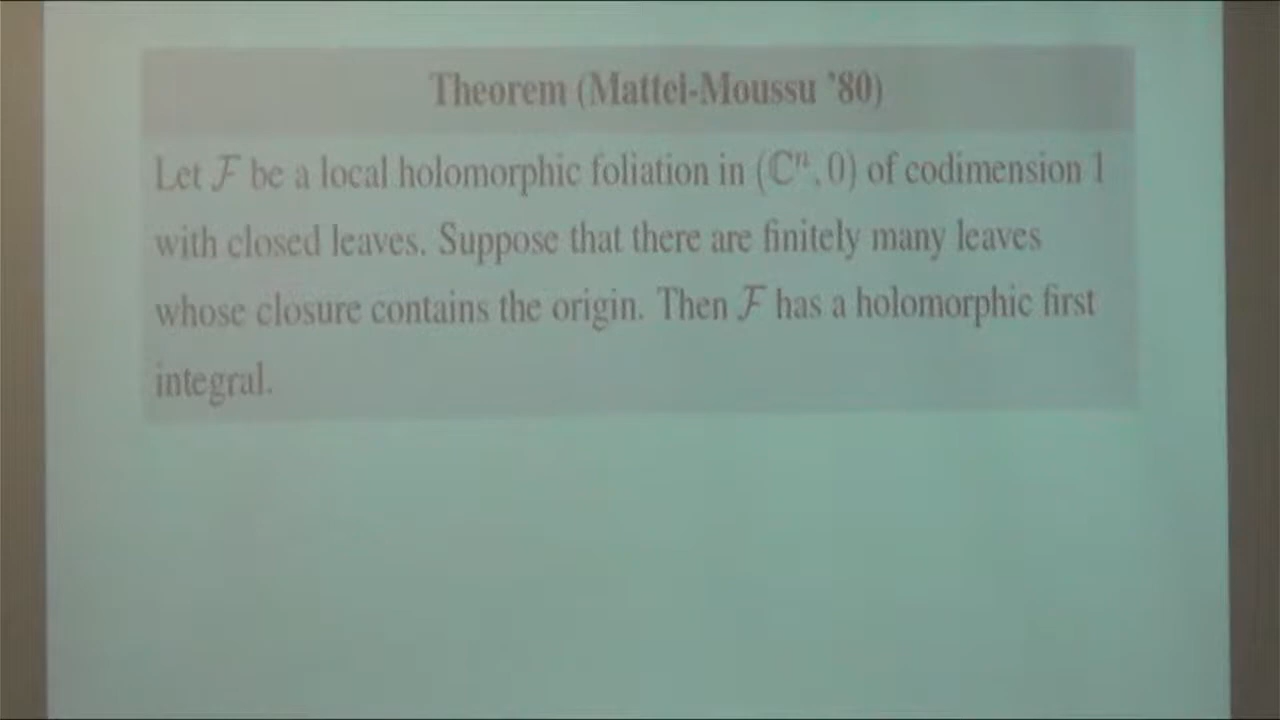 Theorem (Mattei-Moussu '80)
Let ℱ be a local holomorphic foliation in (ℂⁿ, 0) of codimension 1
with closed leaves. Suppose that there are finitely many leaves
whose closure contains the origin. Then ℱ has a holomorphic first
integral.